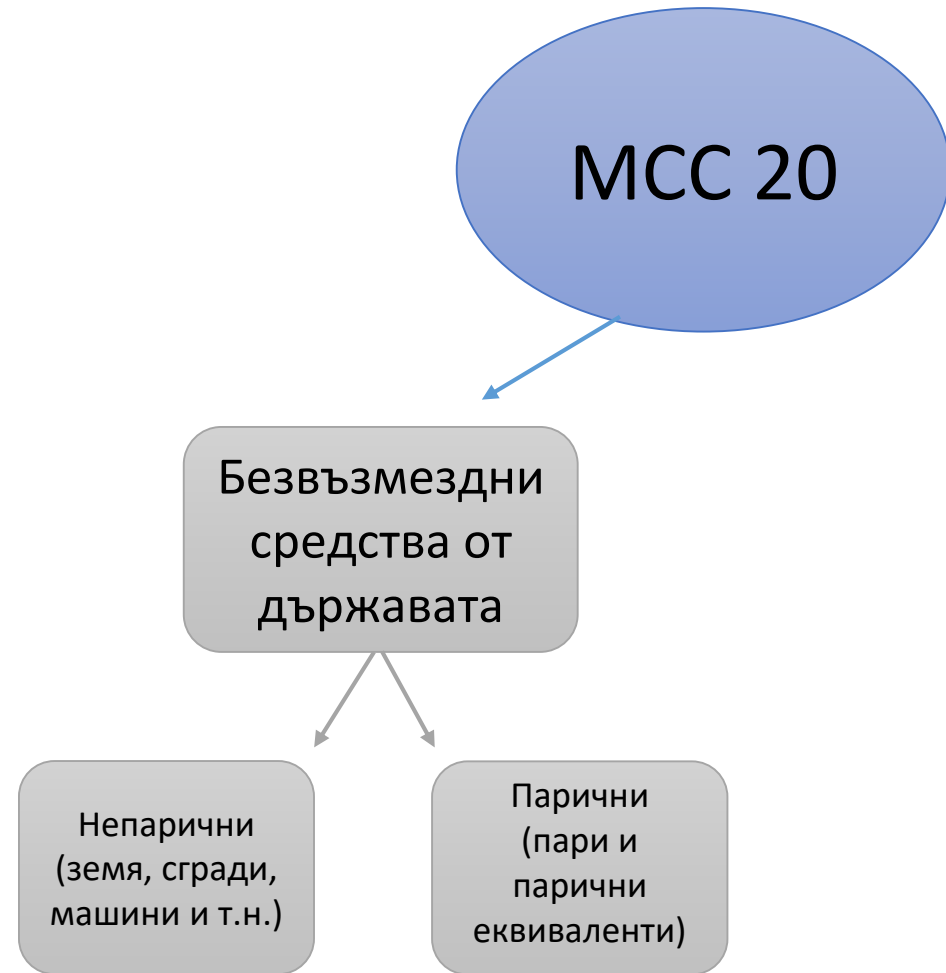 МСС 20
Безвъзмездни
средства от
държавата
Непарични
(земя, сгради,
машини и т.н.)
Парични
(пари и
парични
еквиваленти)